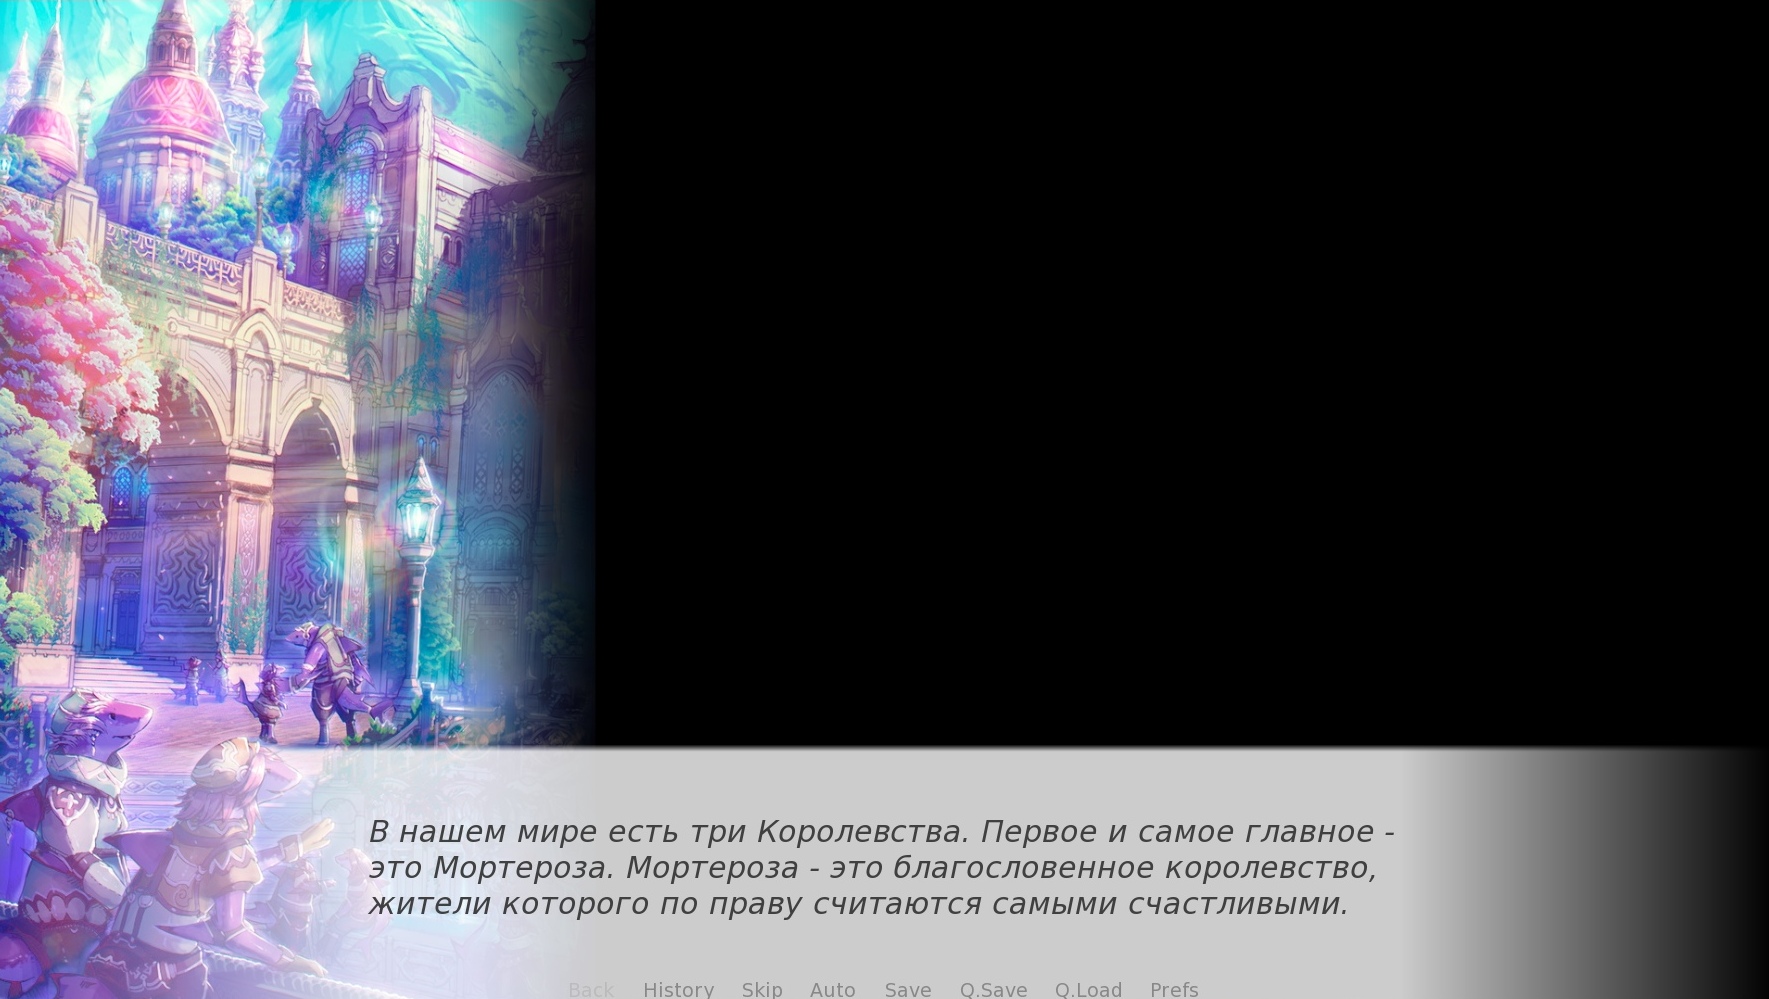 В нашем мире есть три Королевства. Первое и самое главное -
это Мортероза. Мортероза - это благословенное королевство,
жители которого по праву считаются самыми счастливыми.
Back History Skip Auto Save Q.Save Q.Load Prefs